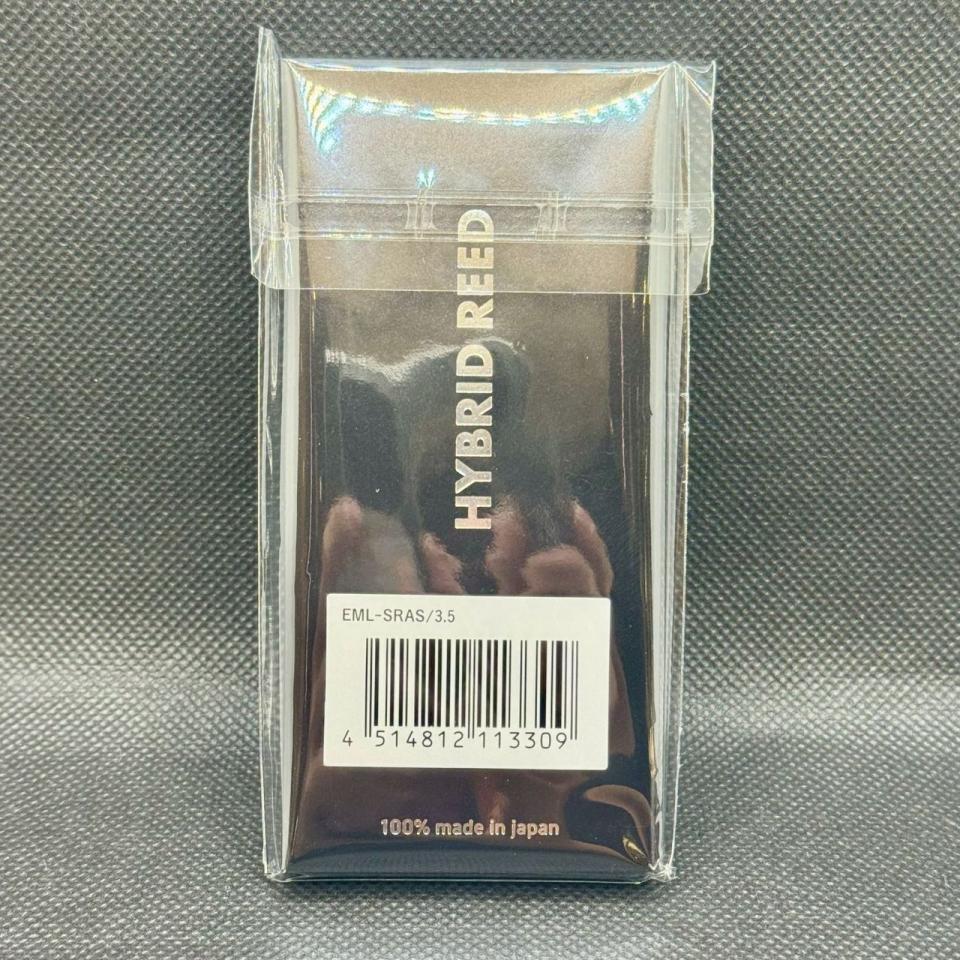 HYBRID REED
EML-SRAS/3.5
4 514812 113309
100% made in japan